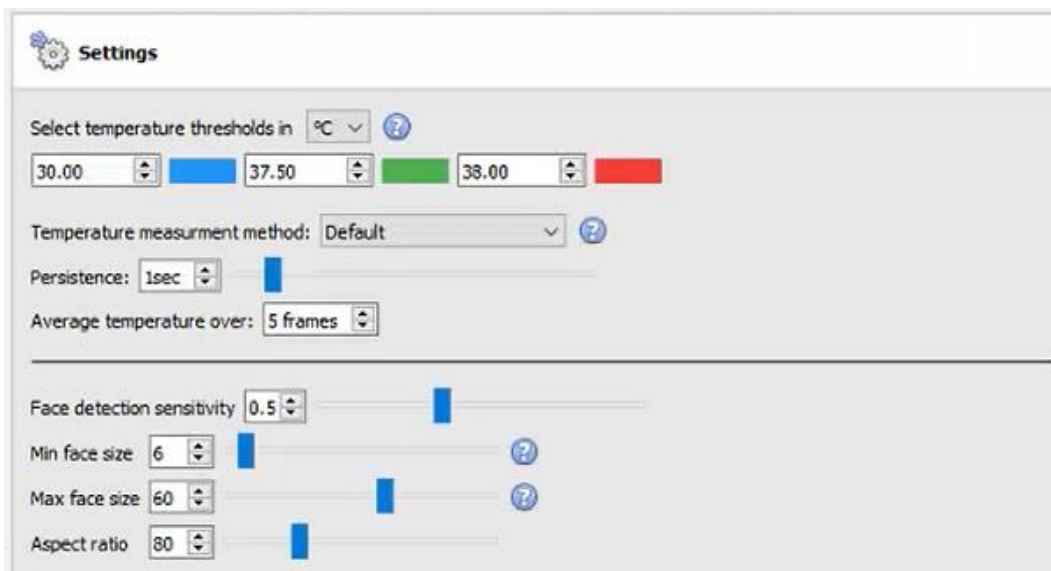 Settings
Select temperature thresholds in °C
30.00 37.50 38.00
Temperature measurment method: Default
Persistence: 1sec
Average temperature over: 5 frames
Face detection sensitivity 0.5
Min face size 6
Max face size 60
Aspect ratio 80